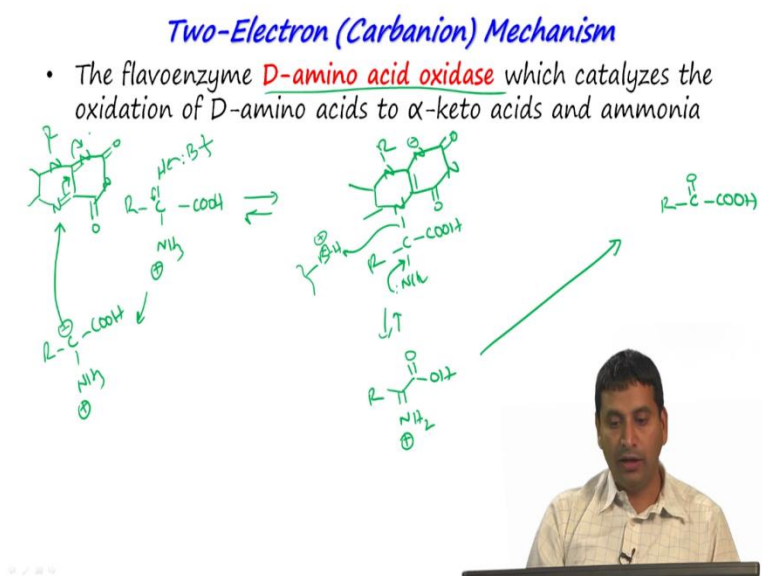 Two-Electron (Carbanion) Mechanism
• The flavoenzyme D-amino acid oxidase which catalyzes the
oxidation of D-amino acids to α-keto acids and ammonia
R
N
N
N
N
O
O
R-C-COOH
NH3
⊕
R-C-COOH
⊖
NH3
⊕
R
N
N
N
N
O
O
⊖
⊕
B-H
R C-COOH
:NH2
O
R OH
NH2
⊕
O
R-C-COOH